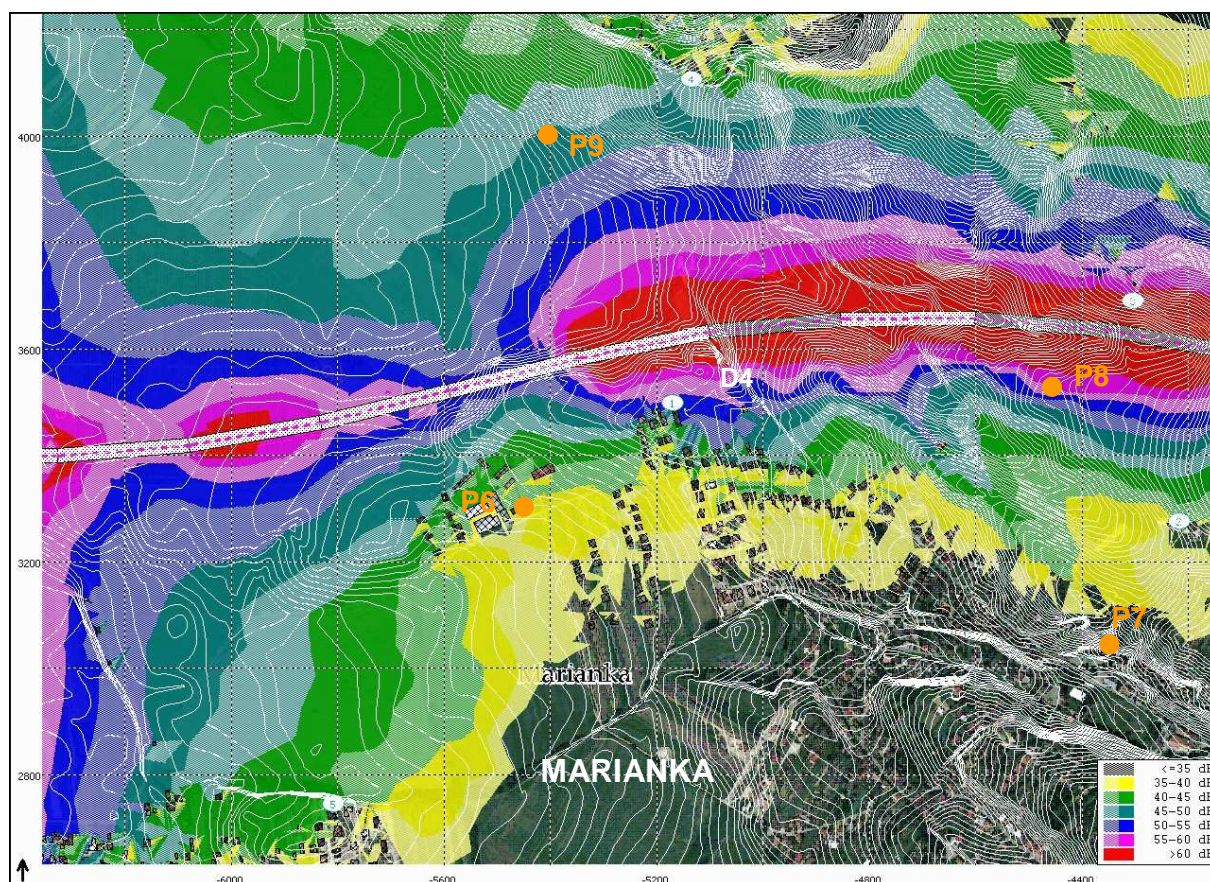 4
4000
P9
3
3600
D4
P8
1
P6
2
3200
P7
Marianka
MARIANKA
2800
5
<=35 dB
35-40 dB
40-45 dB
45-50 dB
50-55 dB
55-60 dB
>60 dB
-6000 -5600 -5200 -4800 -4400